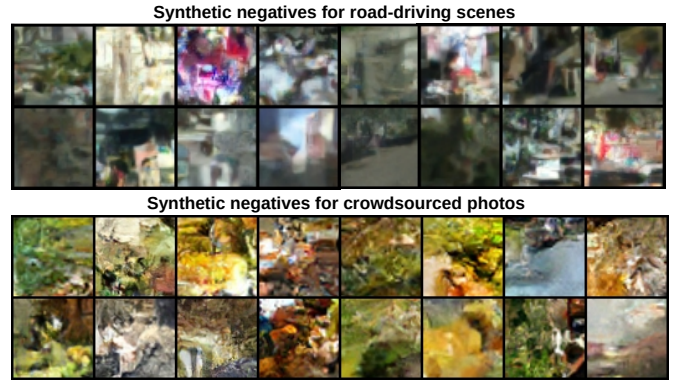 Synthetic negatives for road-driving scenes
Synthetic negatives for crowdsourced photos